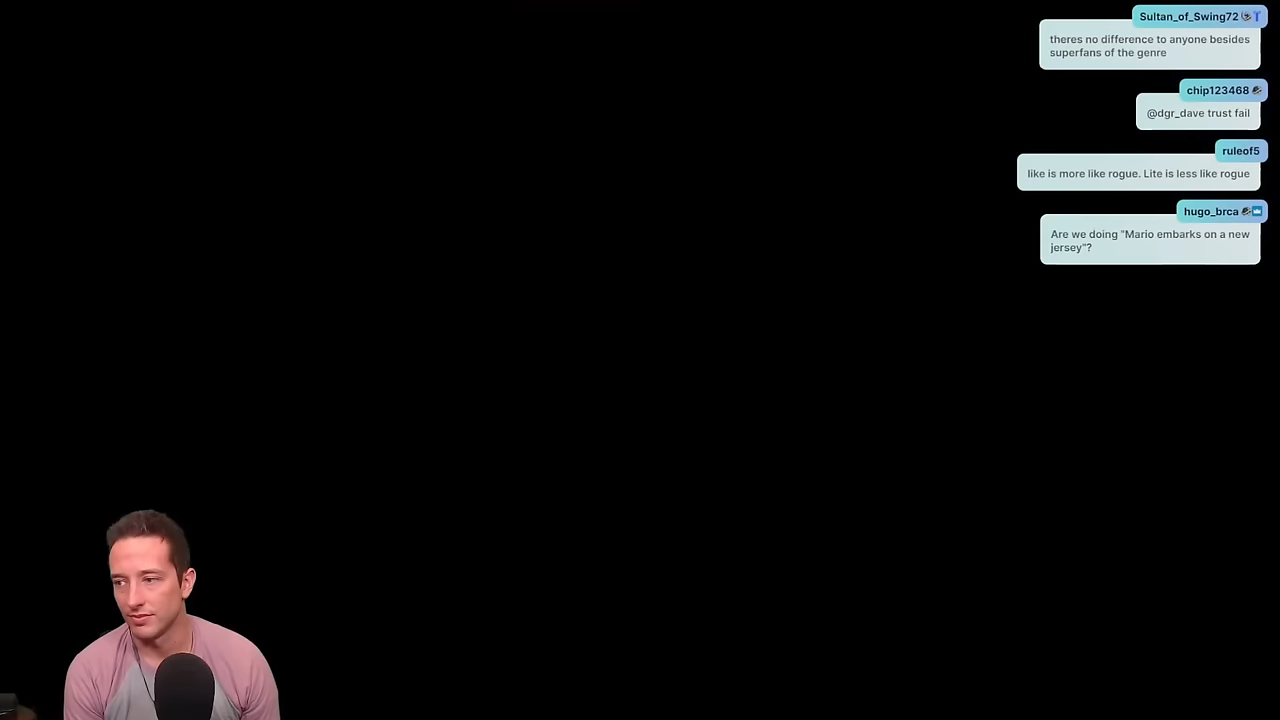 Sultan_of_Swing72
theres no difference to anyone besides
superfans of the genre
chip123468
@dgr_dave trust fail
ruleof5
like is more like rogue. Lite is less like rogue
hugo_brca
Are we doing "Mario embarks on a new
jersey"?